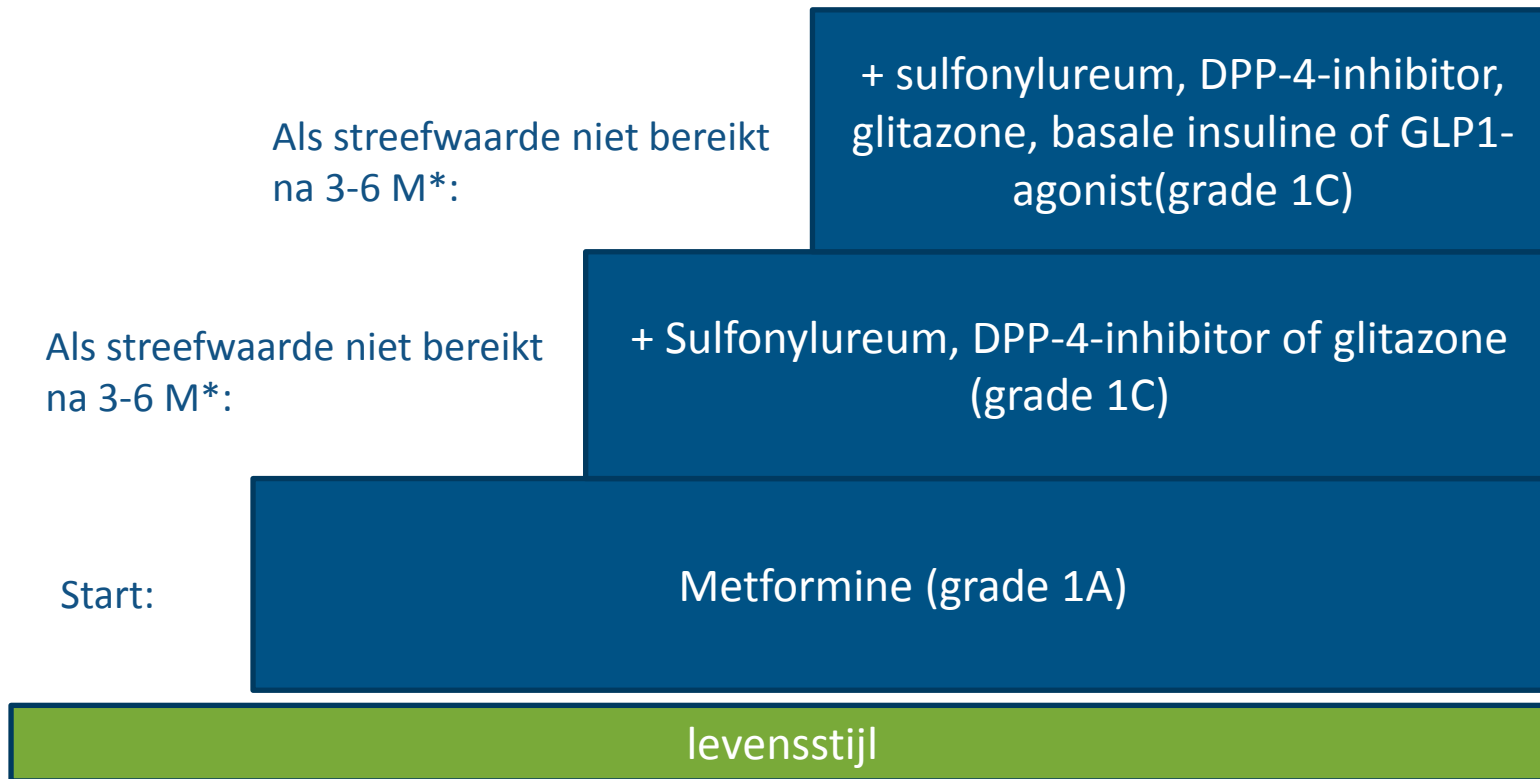 + sulfonylureum, DPP-4-inhibitor,
glitazone, basale insuline of GLP1-
agonist(grade 1C)
Als streefwaarde niet bereikt
na 3-6 M*:
+ Sulfonylureum, DPP-4-inhibitor of glitazone
(grade 1C)
Als streefwaarde niet bereikt
na 3-6 M*:
Metformine (grade 1A)
Start:
levensstijl